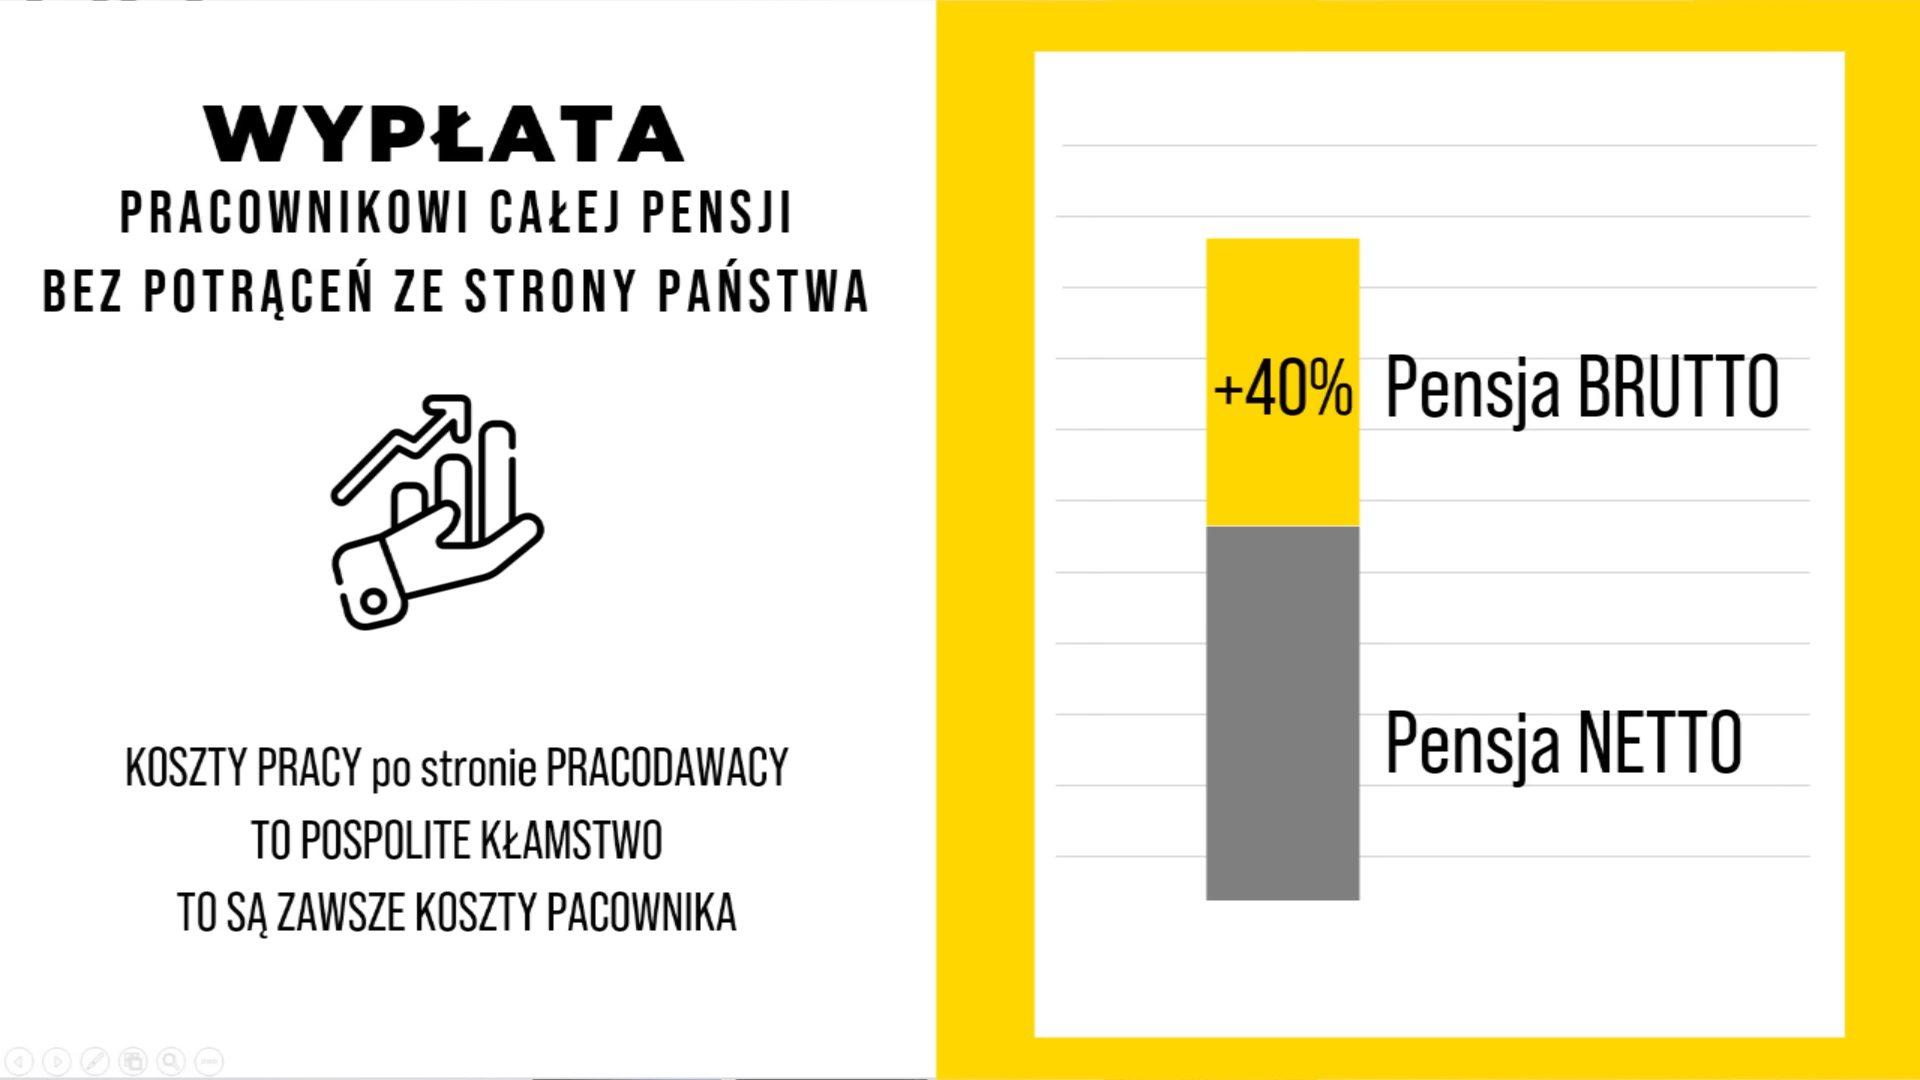 WYPŁATA
PRACOWNIKOWI CAŁEJ PENSJI
BEZ POTRĄCEŃ ZE STRONY PAŃSTWA
KOSZTY PRACY po stronie PRACODAWACY
TO POSPOLITE KŁAMSTWO
TO SĄ ZAWSZE KOSZTY PACOWNIKA
+40% Pensja BRUTTO
Pensja NETTO